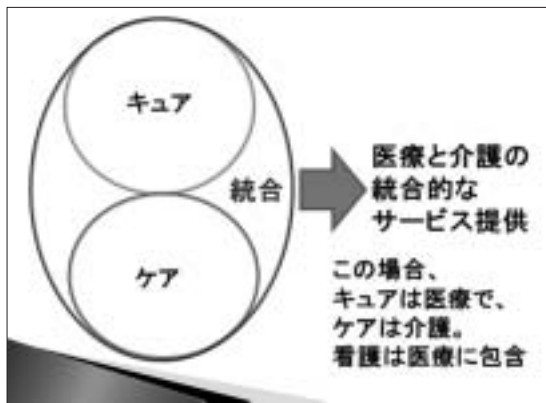 キュア
統合
ケア
医療と介護の
統合的な
サービス提供
この場合、
キュアは医療で、
ケアは介護。
看護は医療に包含